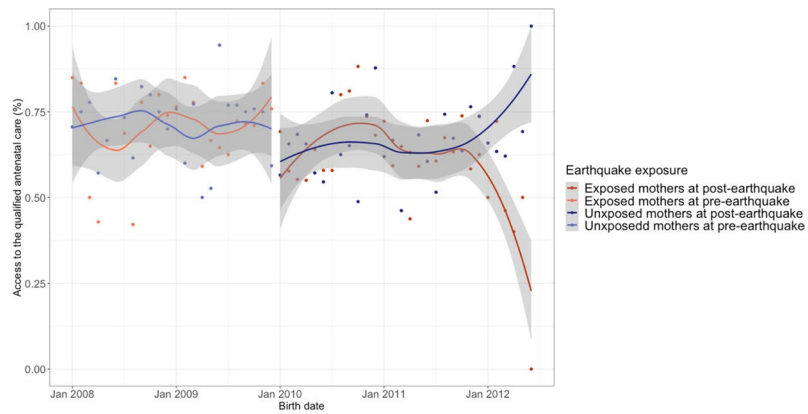 1.00
0.75
0.50
0.25
0.00
Access to the qualified antenatal care (%)
Jan 2008 Jan 2009 Jan 2010 Jan 2011 Jan 2012
Birth date
Earthquake exposure
Exposed mothers at post-earthquake
Exposed mothers at pre-earthquake
Unxposed mothers at post-earthquake
Unxposedd mothers at pre-earthquake